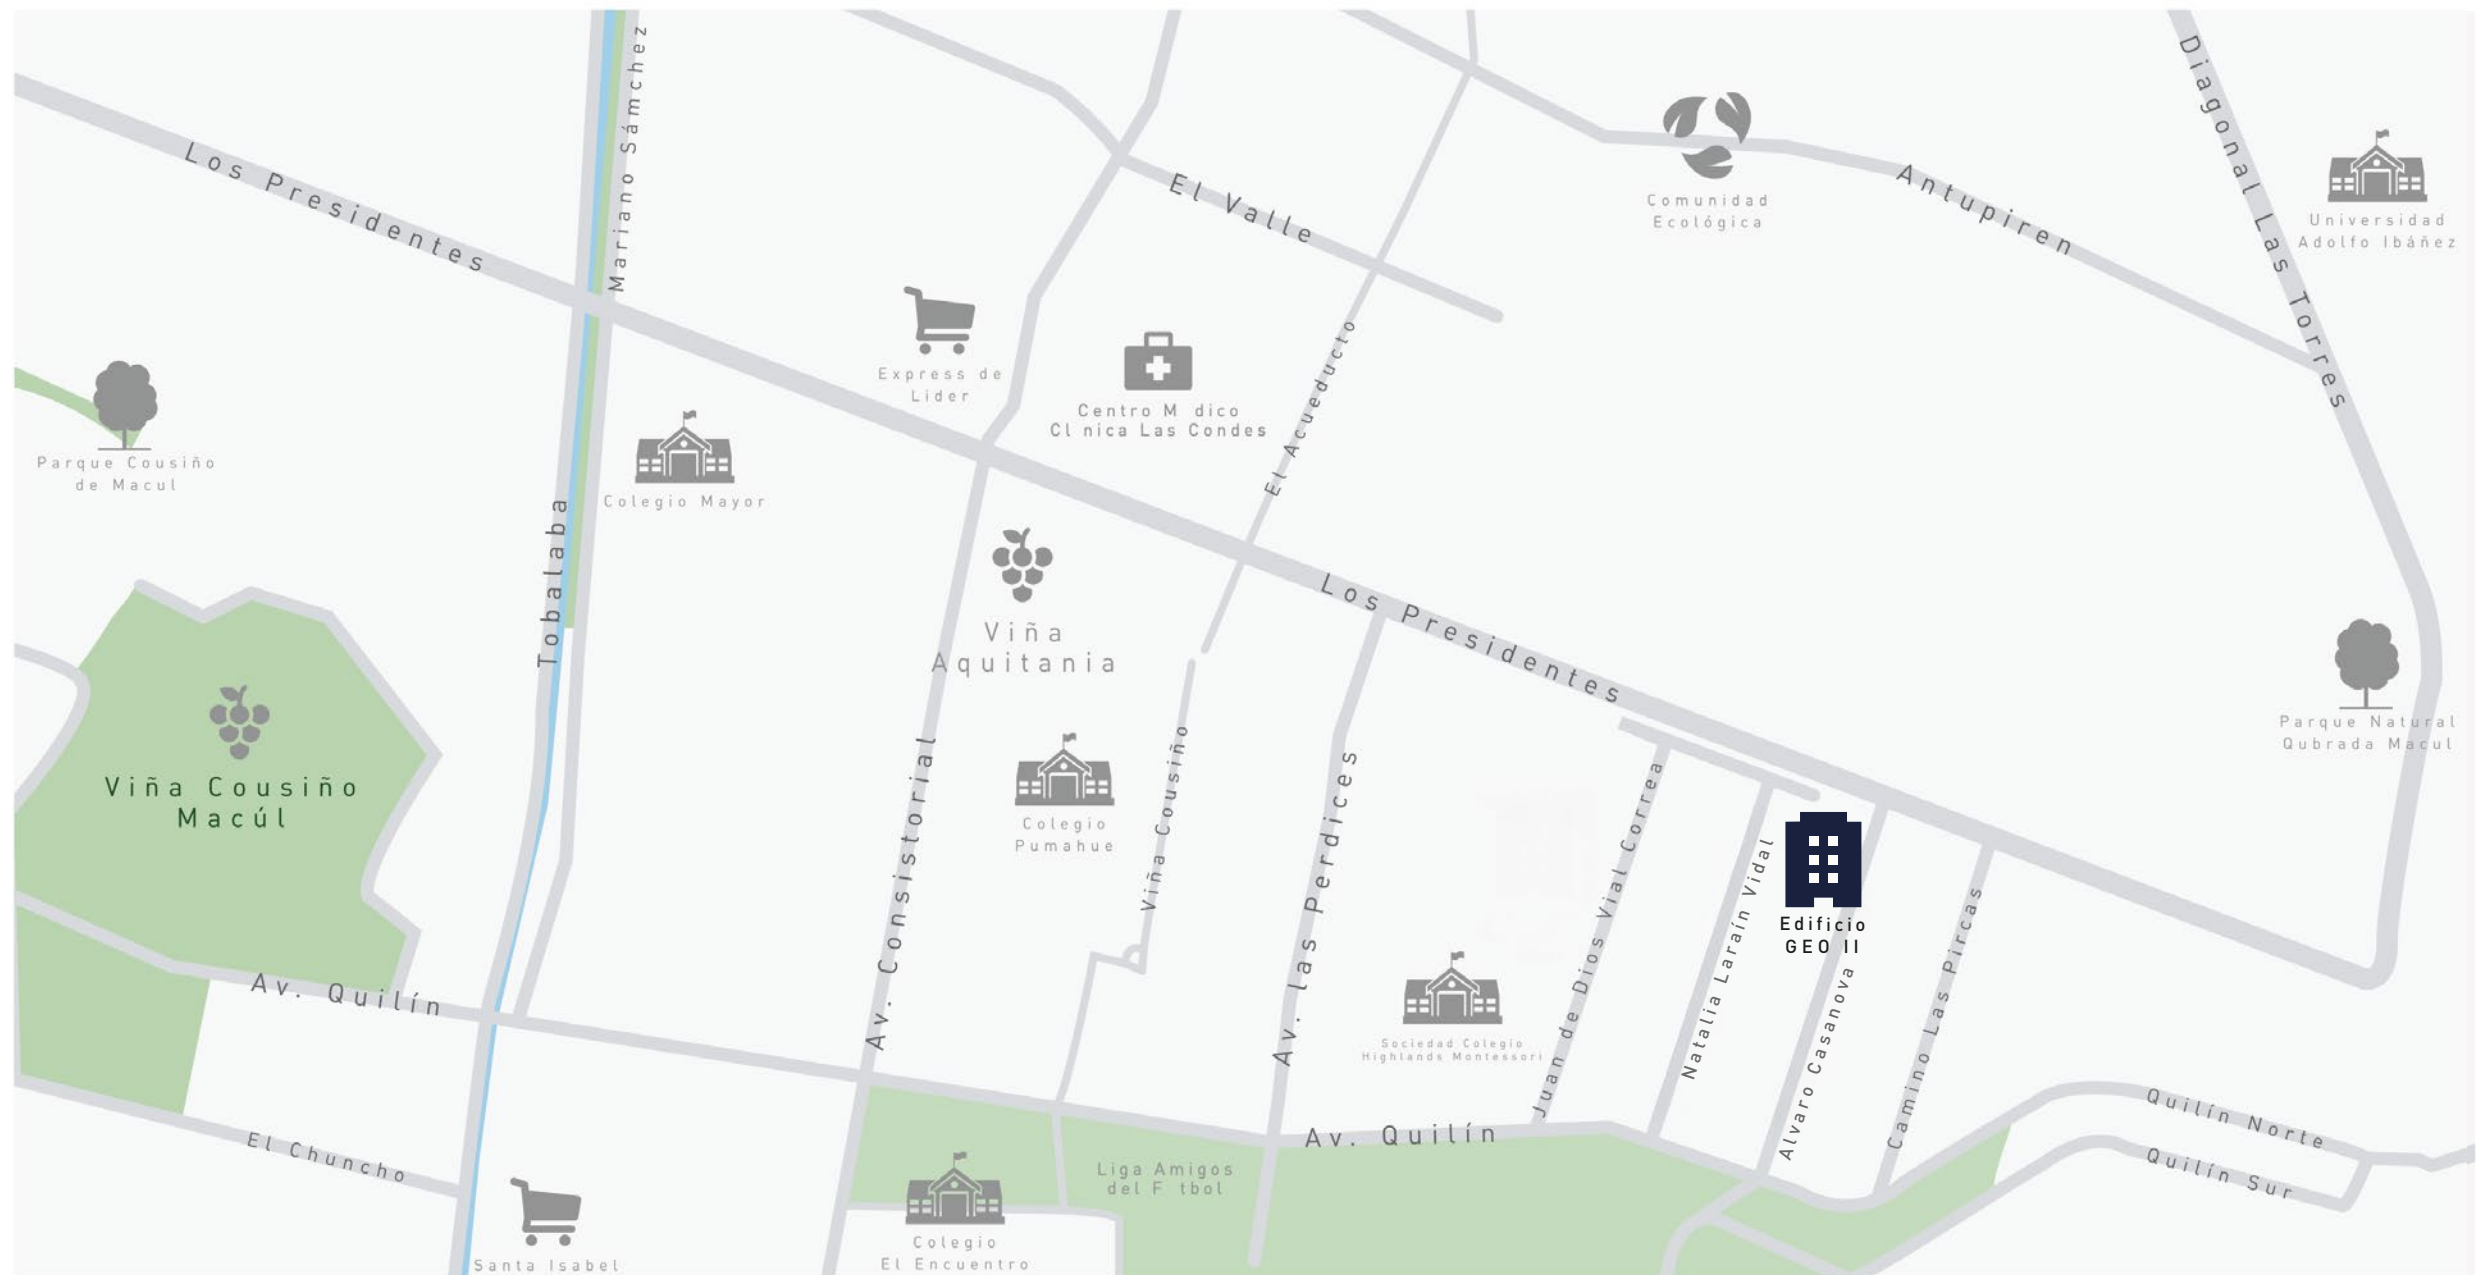 Mariano Sámchez
Diagonal Las Torres
Los Presidentes
El Valle
Antupiren
Comunidad
Ecológica
Universidad
Adolfo Ibáñez
Express de
Lider
Centro M dico
Cl nica Las Condes
El Acueducto
Parque Cousiño
de Macul
Colegio Mayor
Tobalaba
Viña
Aquitania
Los Presidentes
Parque Natural
Qubrada Macul
Viña Cousiño
Macúl
Av. Consistorial
Colegio
Pumahue
Viña Cousiño
Av. las Perdices
Juan de Dios Vial Correa
Natalia Laraín Vidal
Edificio
GEO II
Alvaro Casanova
Camino Las Pircas
Av. Quilín
Sociedad Colegio
Highlands Montessori
Av. Quilín
Quilín Norte
Quilín Sur
El Chuncho
Liga Amigos
del F tbol
Colegio
El Encuentro
Santa Isabel